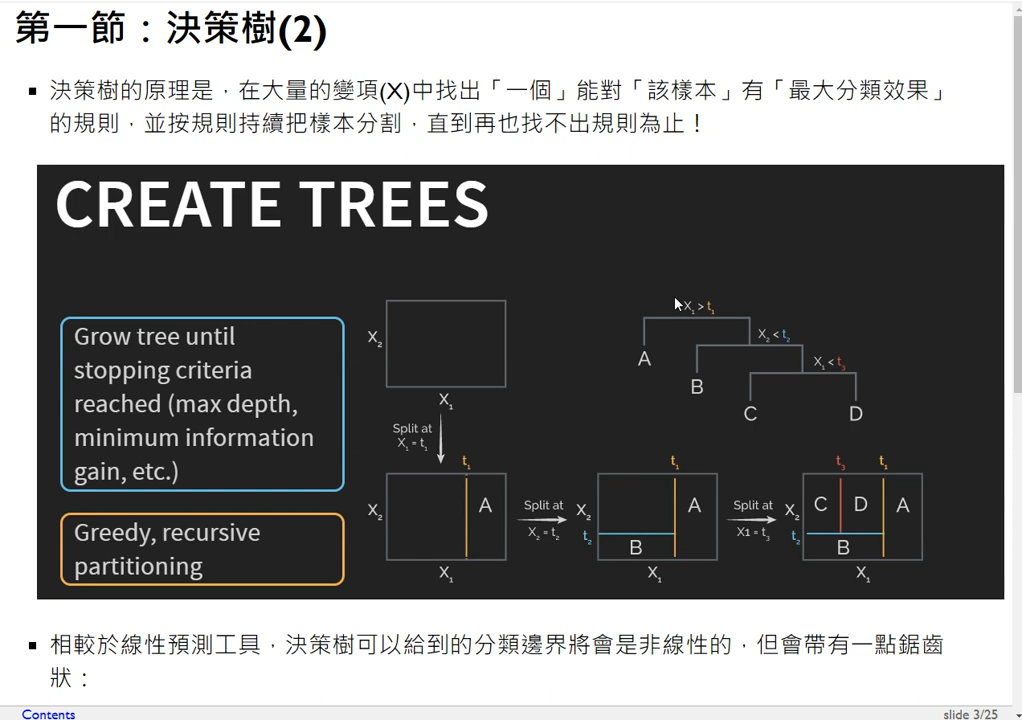 第一節：決策樹(2)
決策樹的原理是，在大量的變項(X)中找出「一個」能對「該樣本」有「最大分類效果」
的規則，並按規則持續把樣本分割，直到再也找不出規則為止！
CREATE TREES
Grow tree until
stopping criteria
reached (max depth,
minimum information
gain, etc.)
Greedy, recursive
partitioning
X₂
X₁
Split at
X₁ = t₁
X₁ > t₁
X₂ < t₂
X₁ < t₃
A
B
C
D
t₁
X₂
A
X₁
Split at
X₂ = t₂
t₁
X₂
t₂
A
B
X₁
Split at
X1 = t₃
t₃
t₁
X₂
t₂
C
D
A
B
X₁
相較於線性預測工具，決策樹可以給到的分類邊界將會是非線性的，但會帶有一點鋸齒
狀：
Contents
slide 3/25